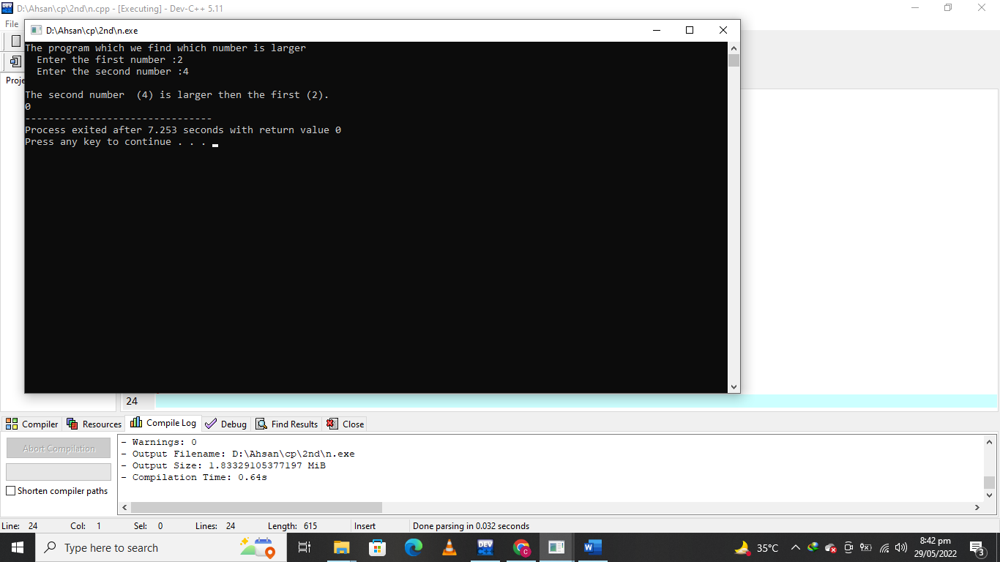 D:\Ahsan\cp\2nd\n.cpp - [Executing] - Dev-C++ 5.11
File
D:\Ahsan\cp\2nd\n.exe
Proje
The program which we find which number is larger
Enter the first number :2
Enter the second number :4
The second number  (4) is larger then the first (2).
0
--------------------------------
Process exited after 7.253 seconds with return value 0
Press any key to continue . . .
24
Compiler Resources Compile Log Debug Find Results Close
Abort Compilation
Shorten compiler paths
- Warnings: 0
- Output Filename: D:\Ahsan\cp\2nd\n.exe
- Output Size: 1.83329105377197 MiB
- Compilation Time: 0.64s
Line: 24 Col: 1 Sel: 0 Lines: 24 Length: 615 Insert Done parsing in 0.032 seconds
Type here to search
DEV
C
W
35°C
8:42 pm
29/05/2022
3